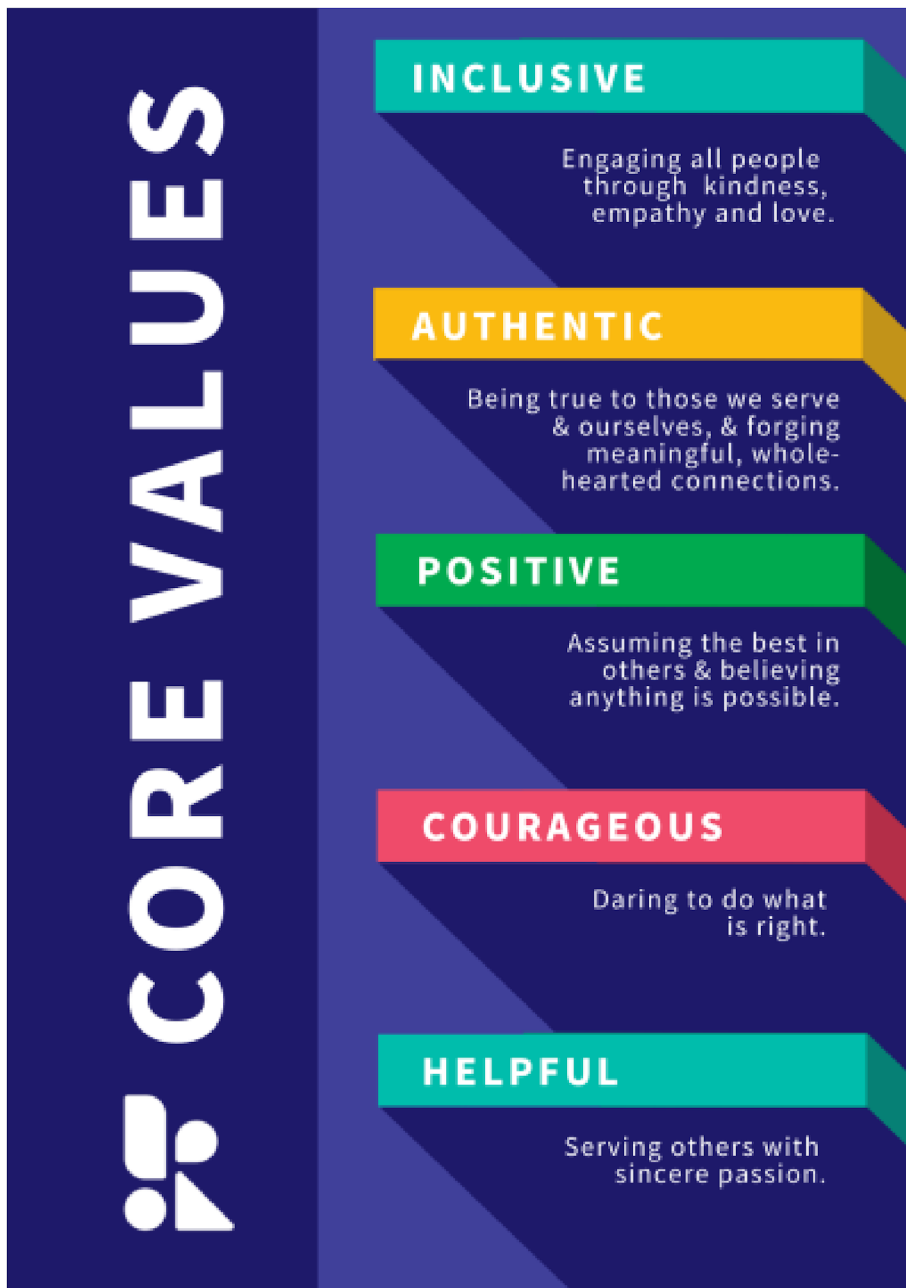 CORE VALUES
INCLUSIVE
Engaging all people
through kindness,
empathy and love.
AUTHENTIC
Being true to those we serve
& ourselves, & forging
meaningful, whole-
hearted connections.
POSITIVE
Assuming the best in
others & believing
anything is possible.
COURAGEOUS
Daring to do what
is right.
HELPFUL
Serving others with
sincere passion.